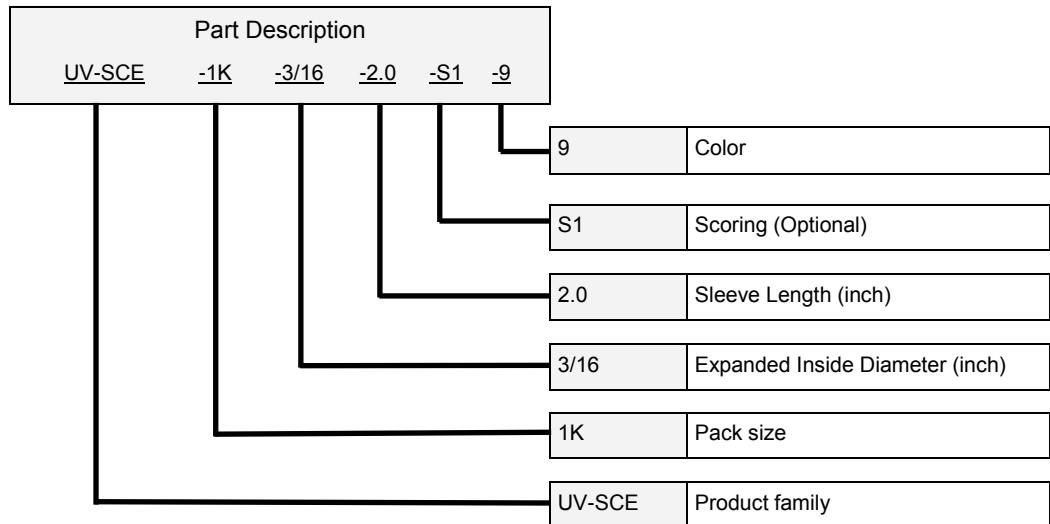 Part Description
UV-SCE -1K -3/16 -2.0 -S1 -9
9 Color
S1 Scoring (Optional)
2.0 Sleeve Length (inch)
3/16 Expanded Inside Diameter (inch)
1K Pack size
UV-SCE Product family